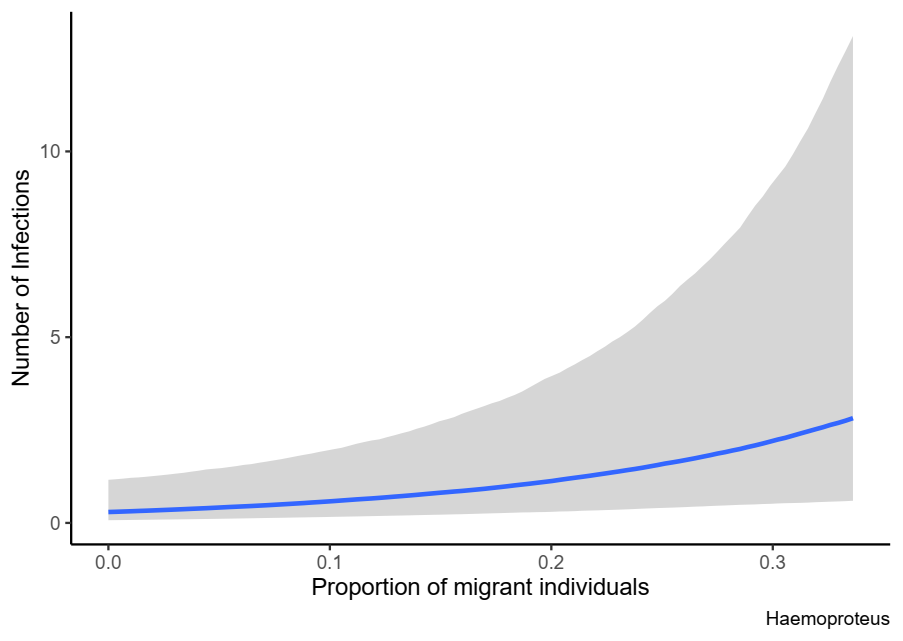 Number of Infections
10
5
0
0.0 0.1 0.2 0.3
Proportion of migrant individuals
Haemoproteus